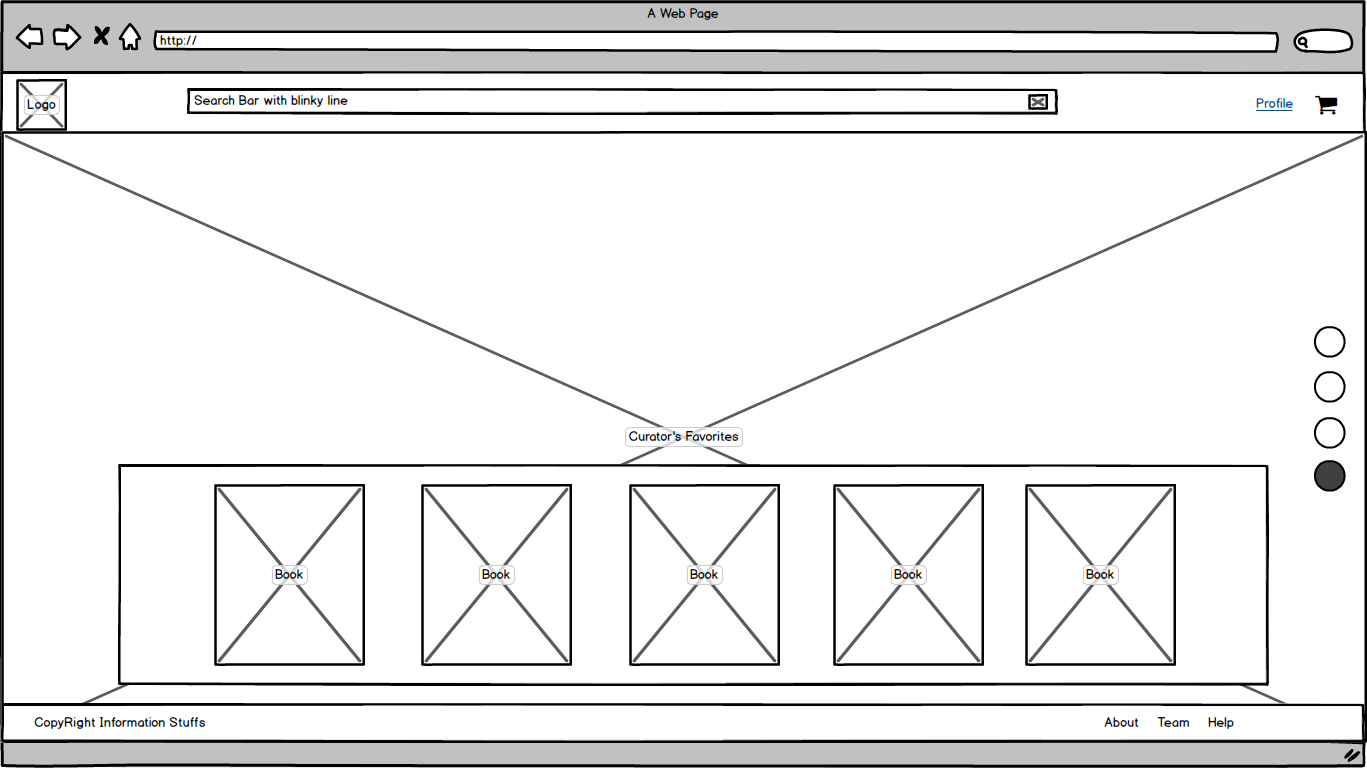 A Web Page
http://
Logo
Search Bar with blinky line
Profile
Curator's Favorites
Book
Book
Book
Book
Book
CopyRight Information Stuffs
About
Team
Help